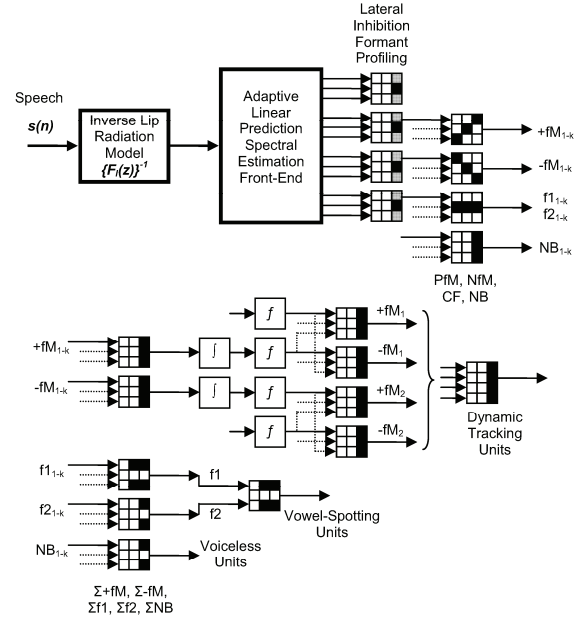 Lateral
Inhibition
Formant
Profiling
Speech
s(n)
Inverse Lip
Radiation
Model
{Fl(z)}-1
Adaptive
Linear
Prediction
Spectral
Estimation
Front-End
+fM1-k
-fM1-k
f11-k
f21-k
NB1-k
PfM, NfM,
CF, NB
+fM1-k
-fM1-k
∫
∫
f
f
f
f
+fM1
-fM1
+fM2
-fM2
Dynamic
Tracking
Units
f11-k
f21-k
NB1-k
f1
f2
Vowel-Spotting
Units
Voiceless
Units
Σ+fM, Σ-fM,
Σf1, Σf2, ΣNB